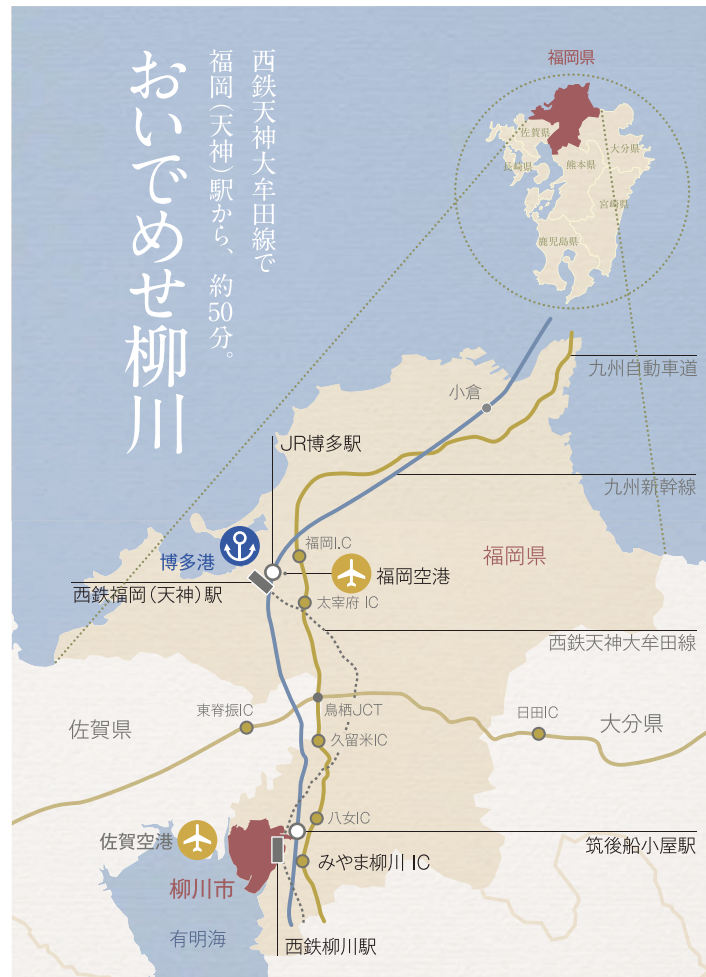 西鉄天神大牟田線で
福岡(天神)駅から、約50分。
おいでめせ柳川
福岡県
佐賀県
大分県
長崎県
熊本県
宮崎県
鹿児島県
九州自動車道
小倉
JR博多駅
九州新幹線
福岡I.C
博多港
福岡県
福岡空港
西鉄福岡(天神)駅
太宰府 IC
西鉄天神大牟田線
東脊振IC
鳥栖JCT
日田IC
佐賀県
大分県
久留米IC
八女IC
佐賀空港
筑後船小屋駅
みやま柳川 IC
柳川市
有明海
西鉄柳川駅